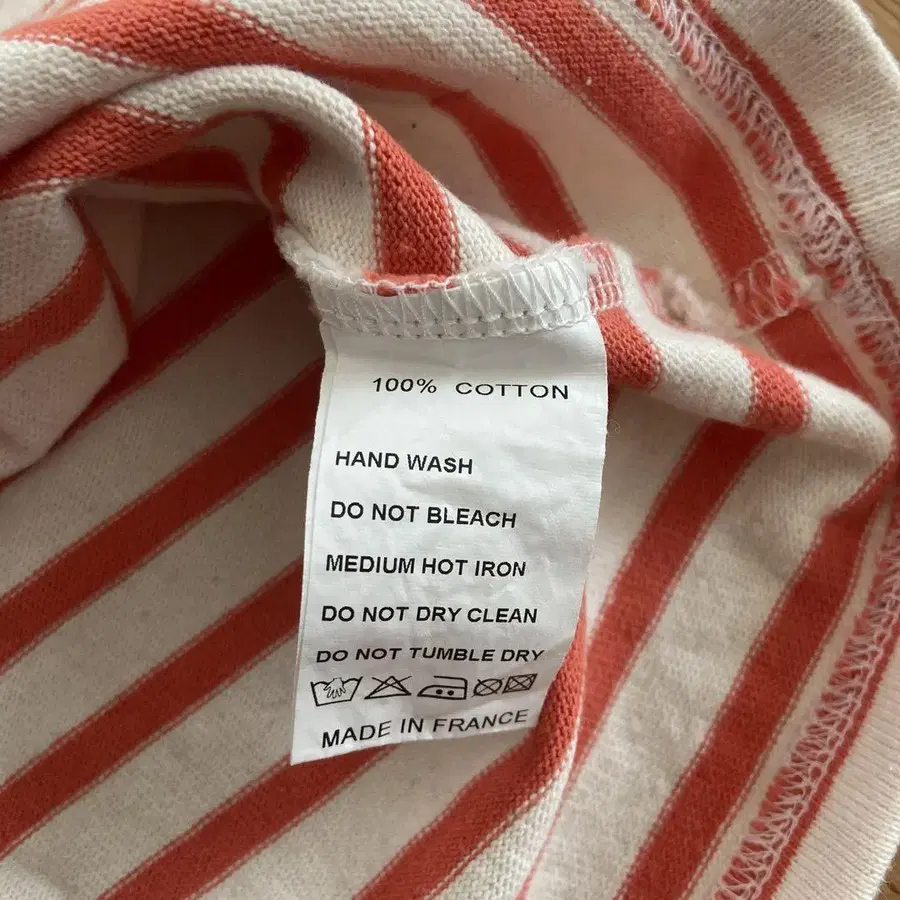 100% COTTON
HAND WASH
DO NOT BLEACH
MEDIUM HOT IRON
DO NOT DRY CLEAN
DO NOT TUMBLE DRY
MADE IN FRANCE